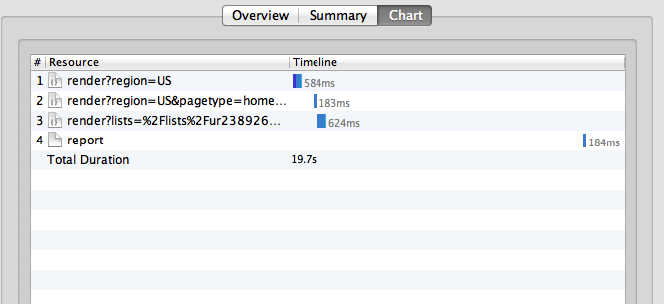 Overview Summary Chart
# Resource Timeline
1 render?region=US 584ms
2 render?region=US&pagetype=home... 183ms
3 render?lists=%2Flists%2Fur238926... 624ms
4 report 184ms
Total Duration 19.7s